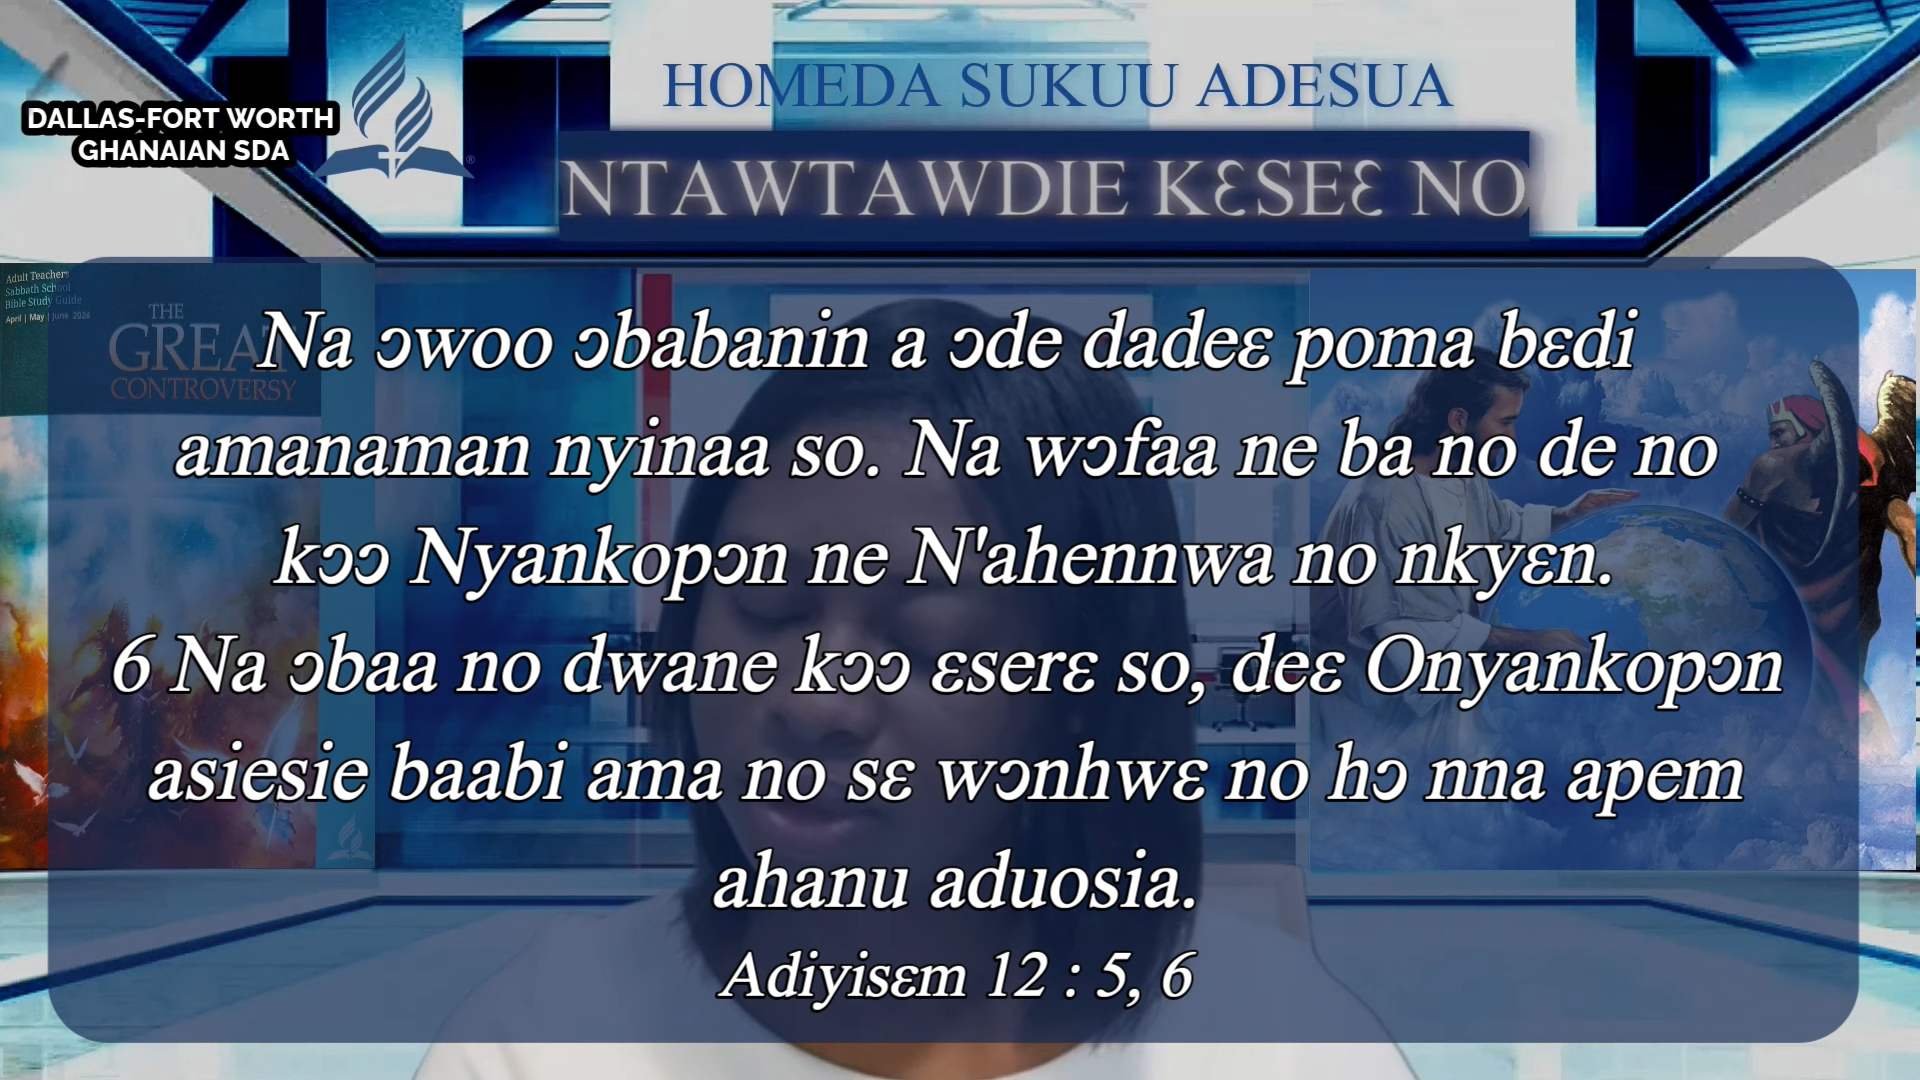 HOMEDA SUKUU ADESUA
DALLAS-FORT WORTH
GHANAIAN SDA
®
NTAWTAWDIE KƐSEƐ NO
Adult Teachers
Sabbath School
Bible Study Guide
April | May | June 2024
THE
GREAT
CONTROVERSY
Na ɔwoo ɔbabanin a ɔde dadeɛ poma bɛdi
amanaman nyinaa so. Na wɔfaa ne ba no de no
kɔɔ Nyankopɔn ne N'ahennwa no nkyɛn.
6 Na ɔbaa no dwane kɔɔ ɛserɛ so, deɛ Onyankopɔn
asiesie baabi ama no sɛ wɔnhwɛ no hɔ nna apem
ahanu aduosia.
Adiyisɛm 12 : 5, 6